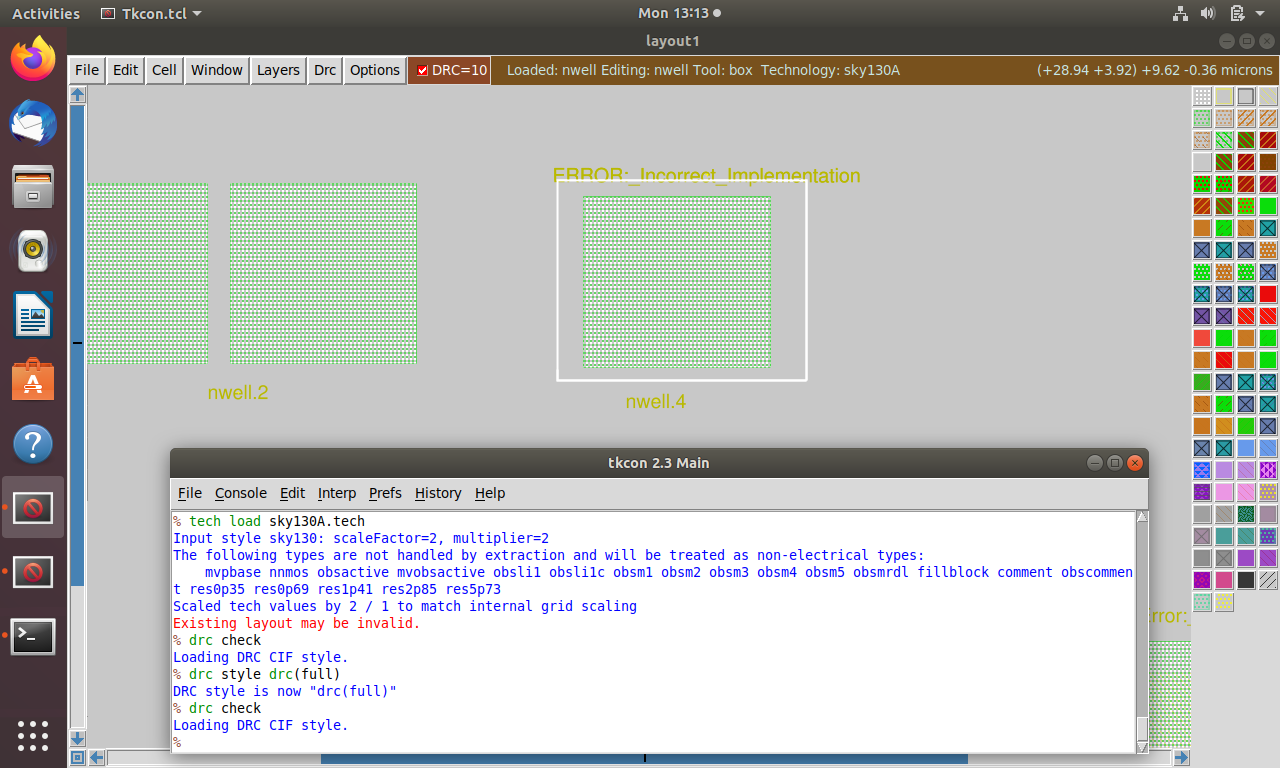 Activities
Tkcon.tcl
Mon 13:13
layout1
File
Edit
Cell
Window
Layers
Drc
Options
DRC=10
Loaded: nwell Editing: nwell Tool: box  Technology: sky130A
(+28.94 +3.92) +9.62 -0.36 microns
ERROR:_Incorrect_Implementation
nwell.2
nwell.4
tkcon 2.3 Main
File
Console
Edit
Interp
Prefs
History
Help
% tech load sky130A.tech
Input style sky130: scaleFactor=2, multiplier=2
The following types are not handled by extraction and will be treated as non-electrical types:
    mvpbase nnmos obsactive mvobsactive obsli1 obsli1c obsm1 obsm2 obsm3 obsm4 obsm5 obsmrdl fillblock comment obscommen
t res0p35 res0p69 res1p41 res2p85 res5p73
Scaled tech values by 2 / 1 to match internal grid scaling
Existing layout may be invalid.
% drc check
Loading DRC CIF style.
% drc style drc(full)
DRC style is now "drc(full)"
% drc check
Loading DRC CIF style.
%